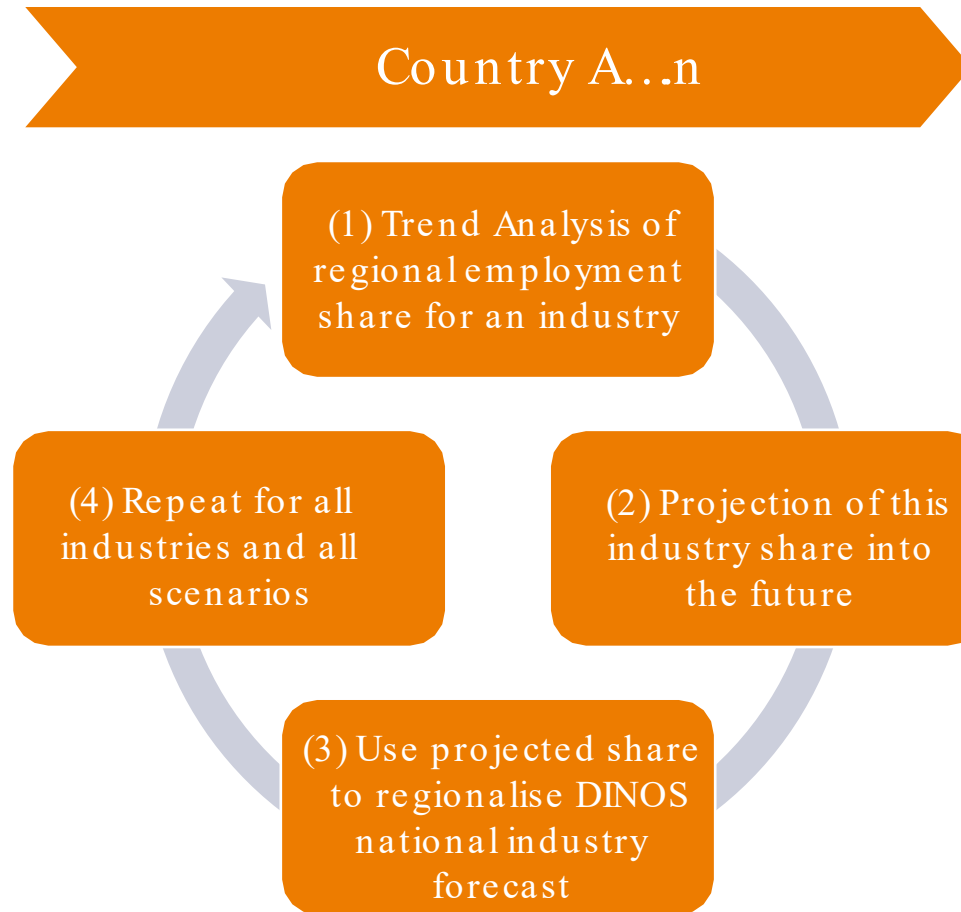 Country A...n
(1) Trend Analysis of
regional employment
share for an industry
(2) Projection of this
industry share into
the future
(3) Use projected share
to regionalise DINOS
national industry
forecast
(4) Repeat for all
industries and all
scenarios